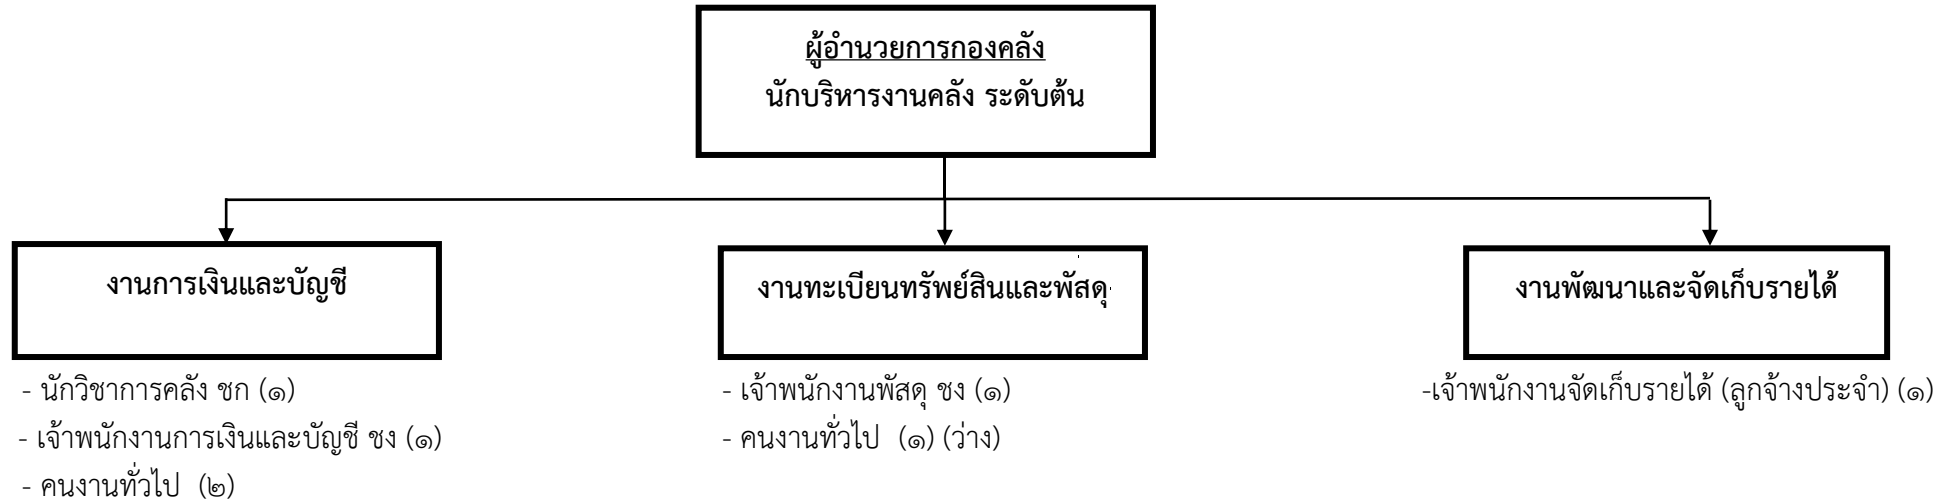 ผู้อำนวยการกองคลัง
นักบริหารงานคลัง ระดับต้น
งานการเงินและบัญชี
- นักวิชาการคลัง ชก (๑)
- เจ้าพนักงานการเงินและบัญชี ชง (๑)
- คนงานทั่วไป (๒)
งานทะเบียนทรัพย์สินและพัสดุ
- เจ้าพนักงานพัสดุ ชง (๑)
- คนงานทั่วไป (๑) (ว่าง)
งานพัฒนาและจัดเก็บรายได้
-เจ้าพนักงานจัดเก็บรายได้ (ลูกจ้างประจำ) (๑)